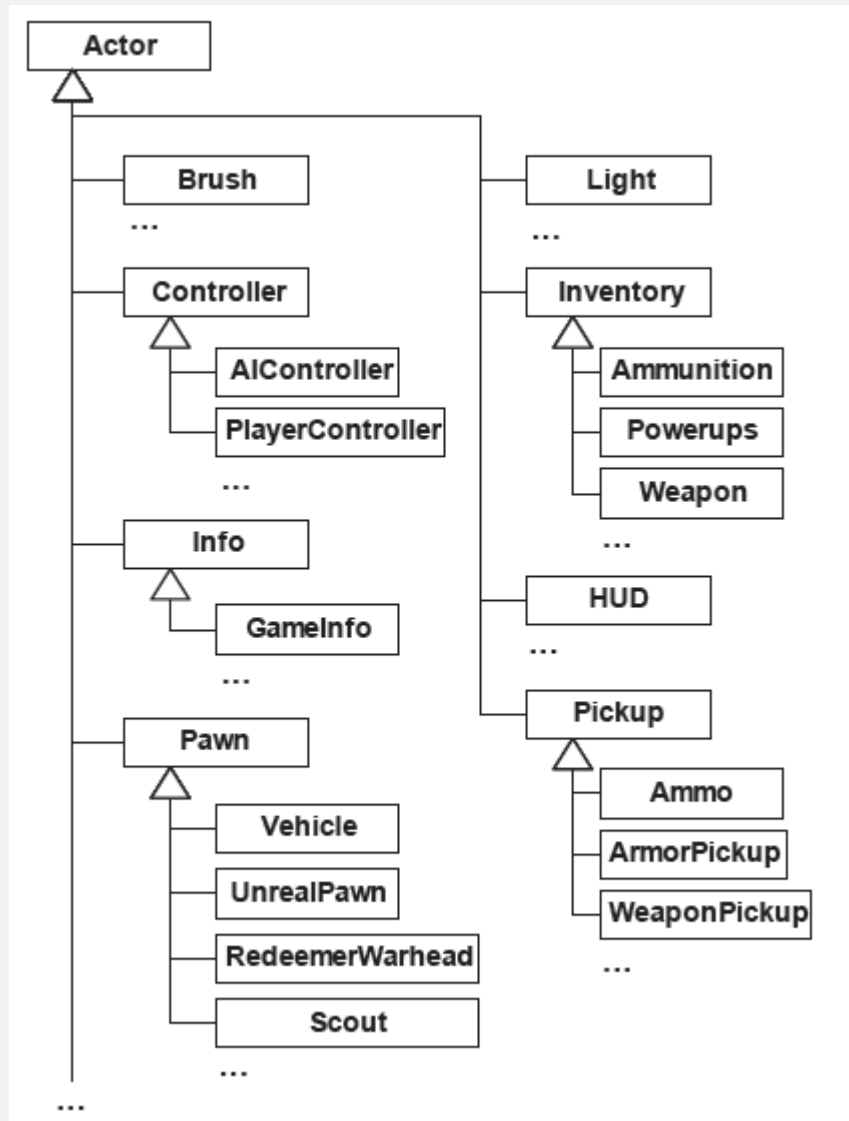 Actor
Brush
...
Controller
AIController
PlayerController
...
Info
GameInfo
...
Pawn
Vehicle
UnrealPawn
RedeemerWarhead
Scout
...
...
Light
...
Inventory
Ammunition
Powerups
Weapon
...
HUD
...
Pickup
Ammo
ArmorPickup
WeaponPickup
...